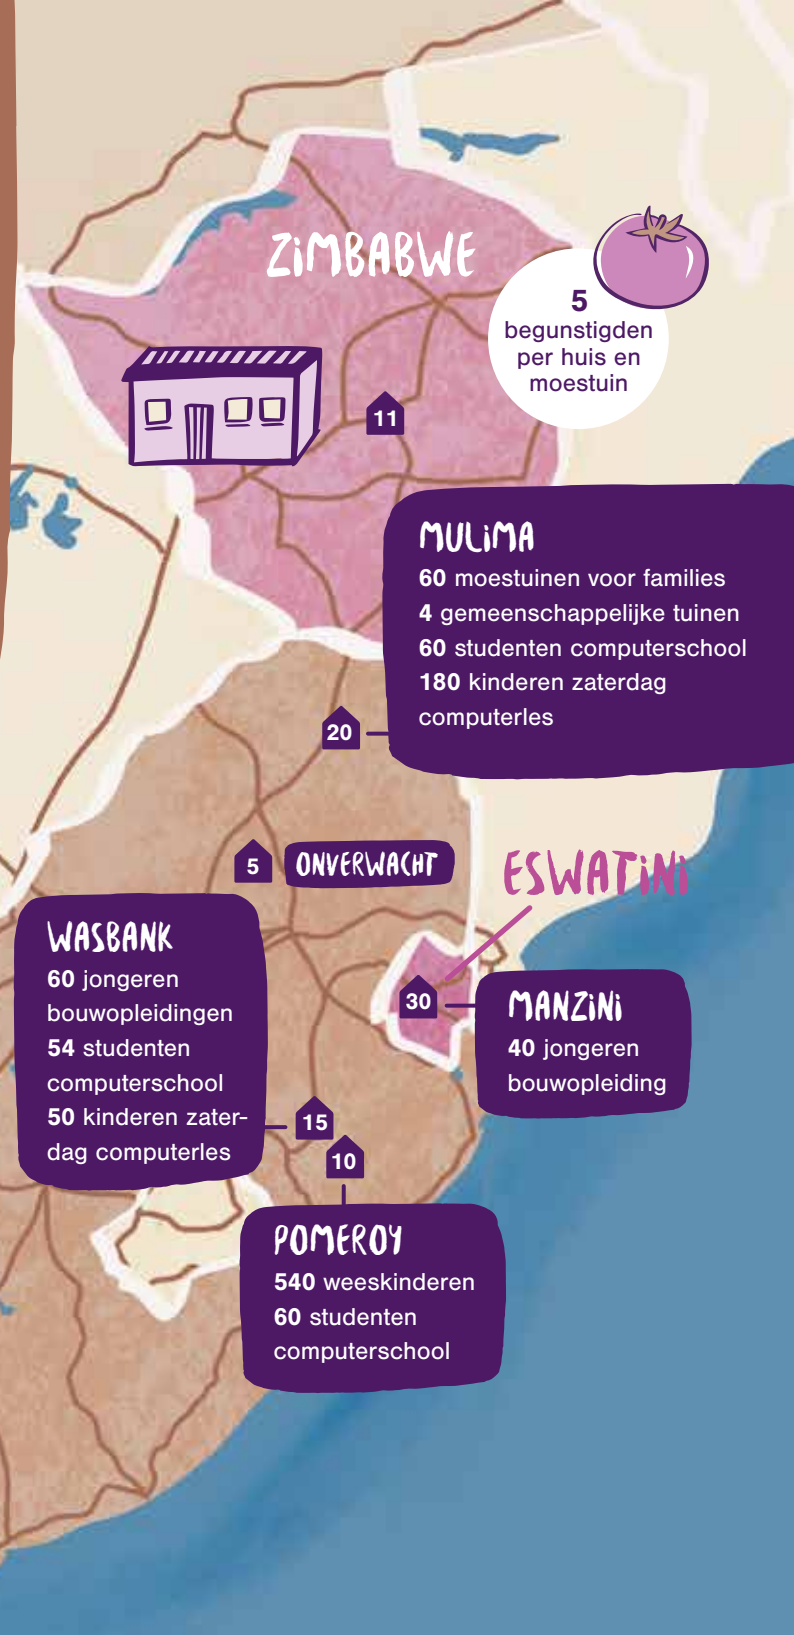 ZiMBABWE
5
begunstigden
per huis en
moestuin
11
MULiMA
60 moestuinen voor families
4 gemeenschappelijke tuinen
60 studenten computerschool
180 kinderen zaterdag
computerles
20
5
ONVERWACHT
ESWATiNi
WASBANK
60 jongeren
bouwopleidingen
54 studenten
computerschool
50 kinderen zater-
dag computerles
30
MANZiNi
40 jongeren
bouwopleiding
15
10
POMEROY
540 weeskinderen
60 studenten
computerschool